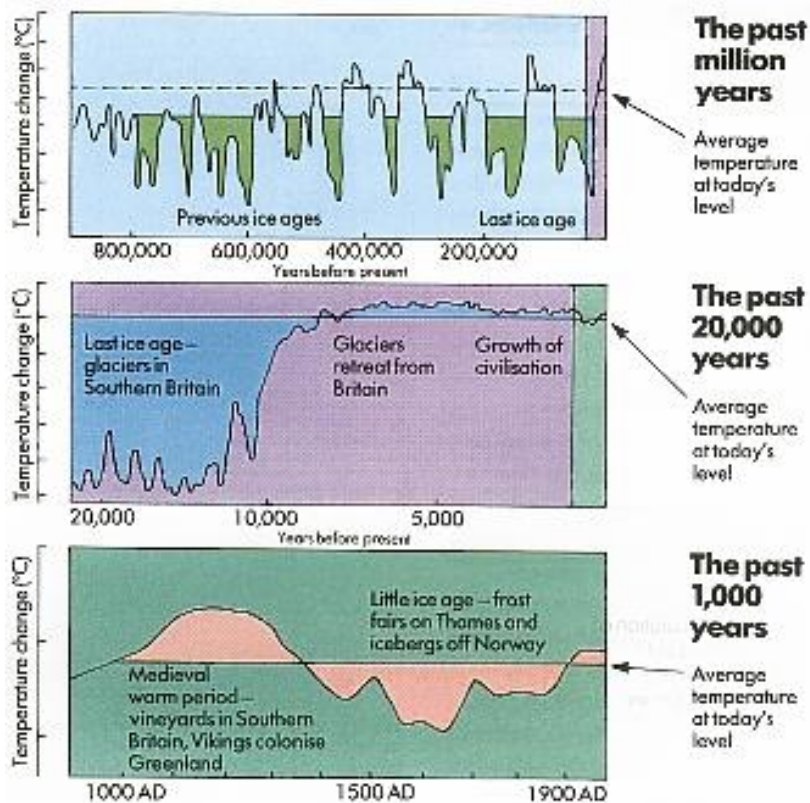 Temperature change (°C)
Previous ice ages
Last ice age
800,000
600,000
400,000
200,000
Years before present
The past
million
years
Average
temperature
at today's
level
Temperature change (°C)
Last ice age –
glaciers in
Southern Britain
Glaciers
retreat from
Britain
Growth of
civilisation
20,000
10,000
5,000
Years before present
The past
20,000
years
Average
temperature
at today's
level
Temperature change (°C)
Little ice age – frost
fairs on Thames and
icebergs off Norway
Medieval
warm period –
vineyards in Southern
Britain, Vikings colonise
Greenland
1000 AD
1500 AD
1900 AD
The past
1,000
years
Average
temperature
at today's
level